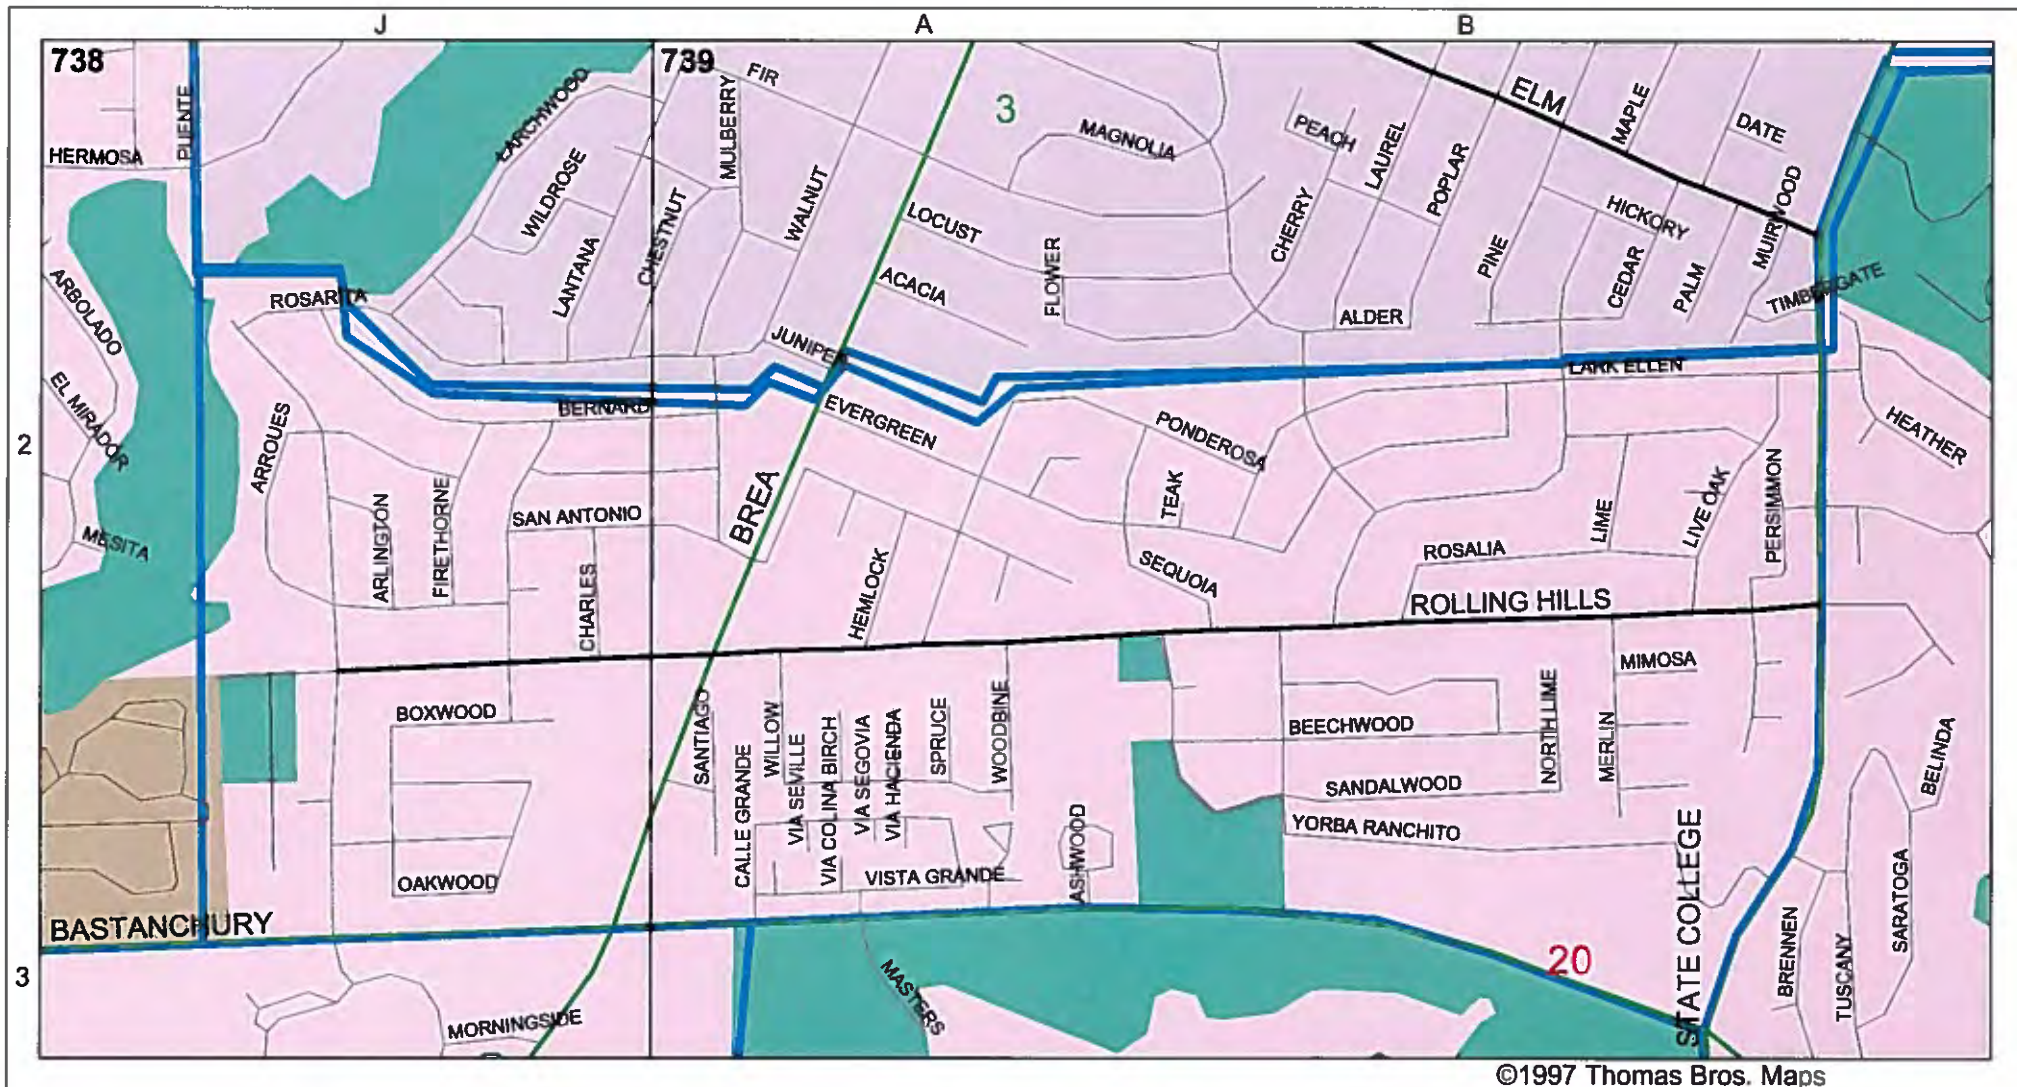 J
A
B
738
739
FIR
3
ELM
MAPLE
DATE
PUENTE
LARCHWOOD
MULBERRY
MAGNOLIA
PEACH
LAUREL
HERMOSA
WILDROSE
POPLAR
WALNUT
CHESTNUT
LOCUST
CHERRY
HICKORY
MUIRWOOD
LANTANA
FLOWER
PINE
CEDAR
PALM
ARBOLADO
ACACIA
TIMBERGATE
ROSARITA
ALDER
JUNIPER
LARK ELLEN
EL MIRADOR
BERNARD
EVERGREEN
PONDEROSA
HEATHER
2
ARROUES
BREA
TEAK
LIME
LIVE OAK
PERSIMMON
ARLINGTON
FIRETHORNE
SAN ANTONIO
MESITA
ROSALIA
SEQUOIA
CHARLES
HEMLOCK
ROLLING HILLS
MIMOSA
BOXWOOD
SANTIAGO
WILLOW
SPRUCE
WOODBINE
BEECHWOOD
NORTH LIME
MERLIN
BELINDA
CALLE GRANDE
VIA SEVILLE
VIA COLINA BIRCH
VIA SEGOVIA
VIA HACIENDA
SANDALWOOD
YORBA RANCHITO
ASHWOOD
OAKWOOD
VISTA GRANDE
STATE COLLEGE
SARATOGA
BASTANCHURY
BRENNEN
TUSCANY
3
20
MASTERS
MORNINGSIDE
©1997 Thomas Bros. Maps